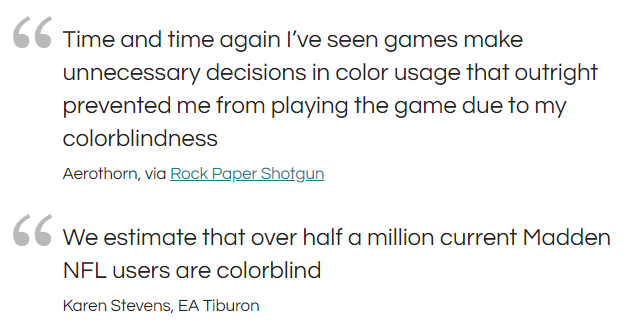 “ Time and time again I’ve seen games make
unnecessary decisions in color usage that outright
prevented me from playing the game due to my
colorblindness
Aerothorn, via Rock Paper Shotgun
“ We estimate that over half a million current Madden
NFL users are colorblind
Karen Stevens, EA Tiburon